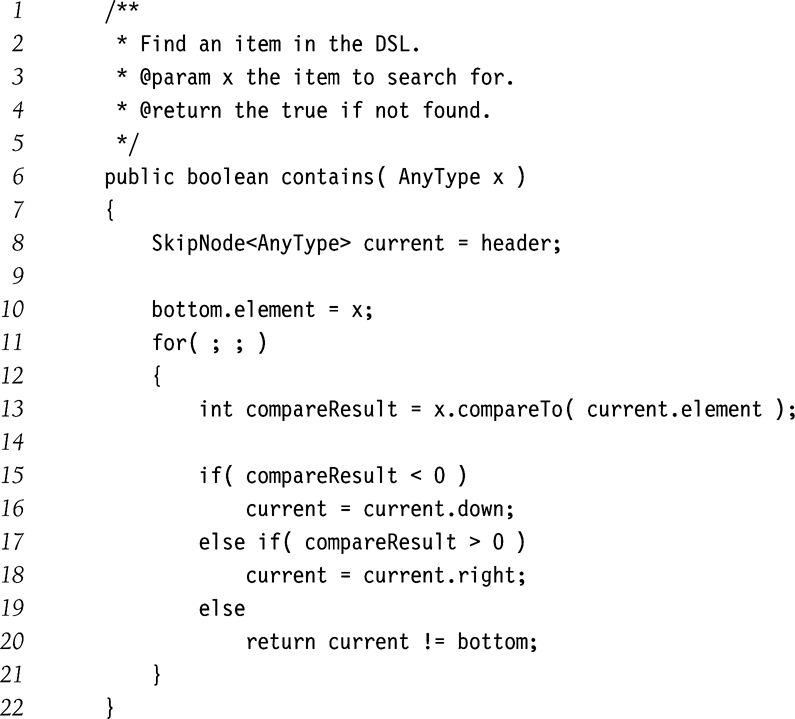 1 /**
2 * Find an item in the DSL.
3 * @param x the item to search for.
4 * @return the true if not found.
5 */
6 public boolean contains( AnyType x )
7 {
8 SkipNode<AnyType> current = header;
9
10 bottom.element = x;
11 for( ; ; )
12 {
13 int compareResult = x.compareTo( current.element );
14
15 if( compareResult < 0 )
16 current = current.down;
17 else if( compareResult > 0 )
18 current = current.right;
19 else
20 return current != bottom;
21 }
22 }